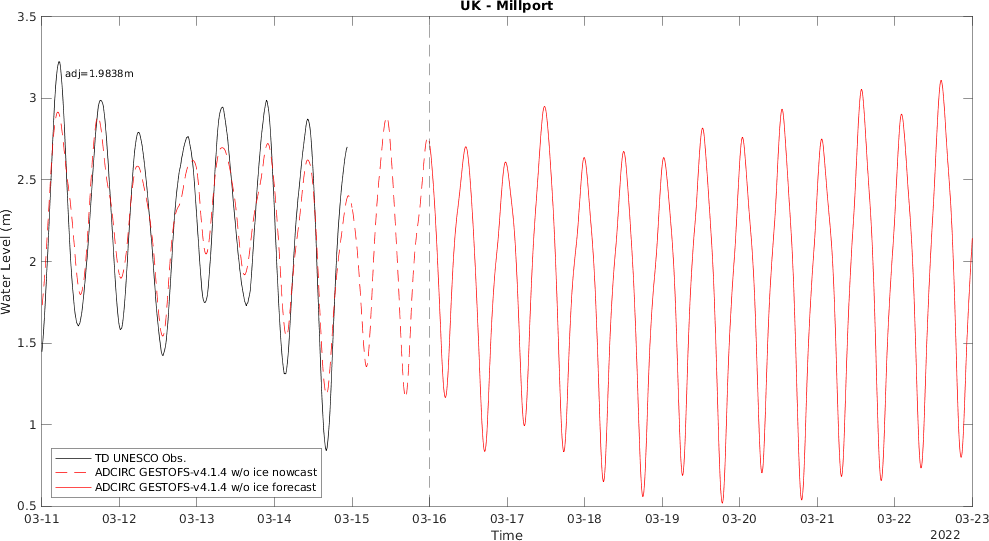 UK - Millport
adj=1.9838m
Water Level (m)
3.5
3
2.5
2
1.5
1
0.5
TD UNESCO Obs.
ADCIRC GESTOFS-v4.1.4 w/o ice nowcast
ADCIRC GESTOFS-v4.1.4 w/o ice forecast
03-11 03-12 03-13 03-14 03-15 03-16 03-17 03-18 03-19 03-20 03-21 03-22 03-23
Time
2022